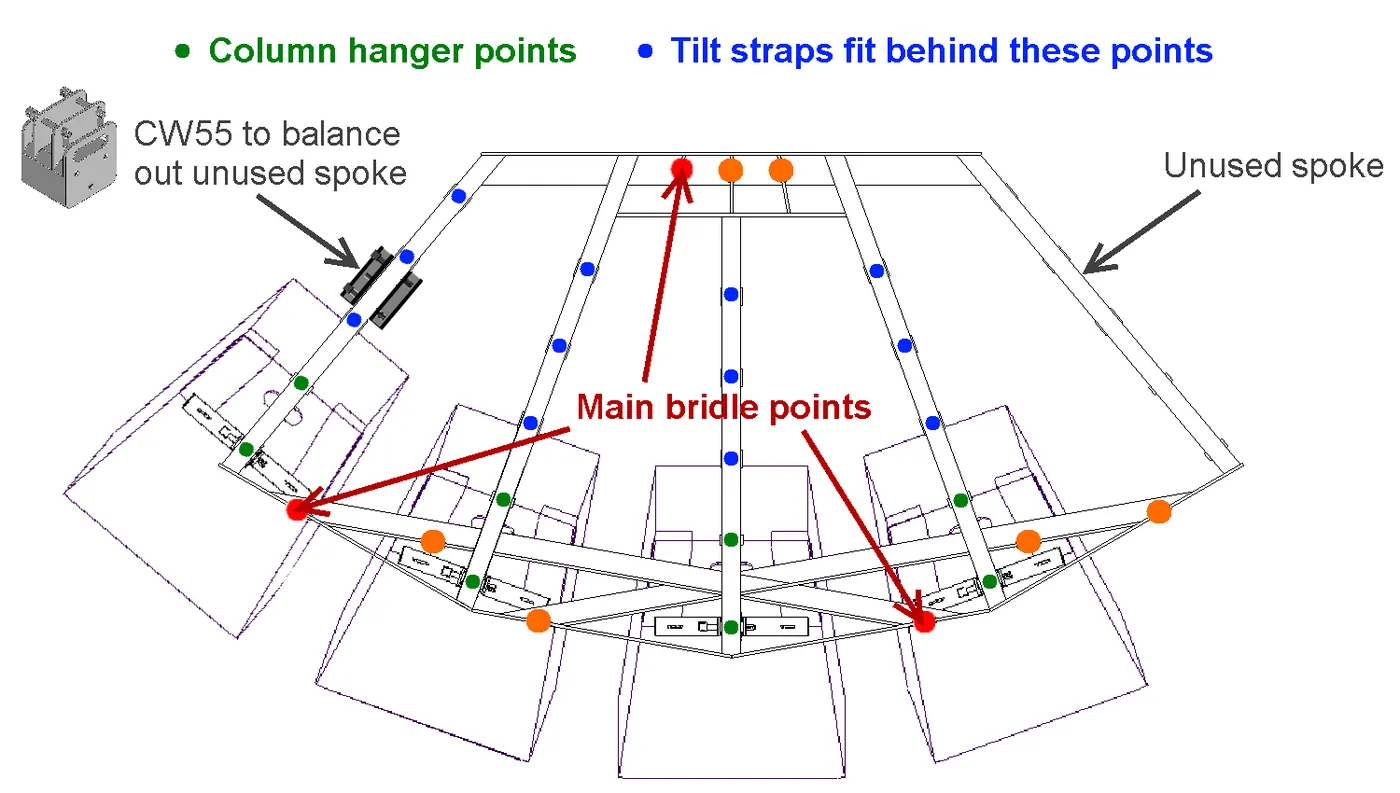 Column hanger points
Tilt straps fit behind these points
CW55 to balance
out unused spoke
Unused spoke
Main bridle points